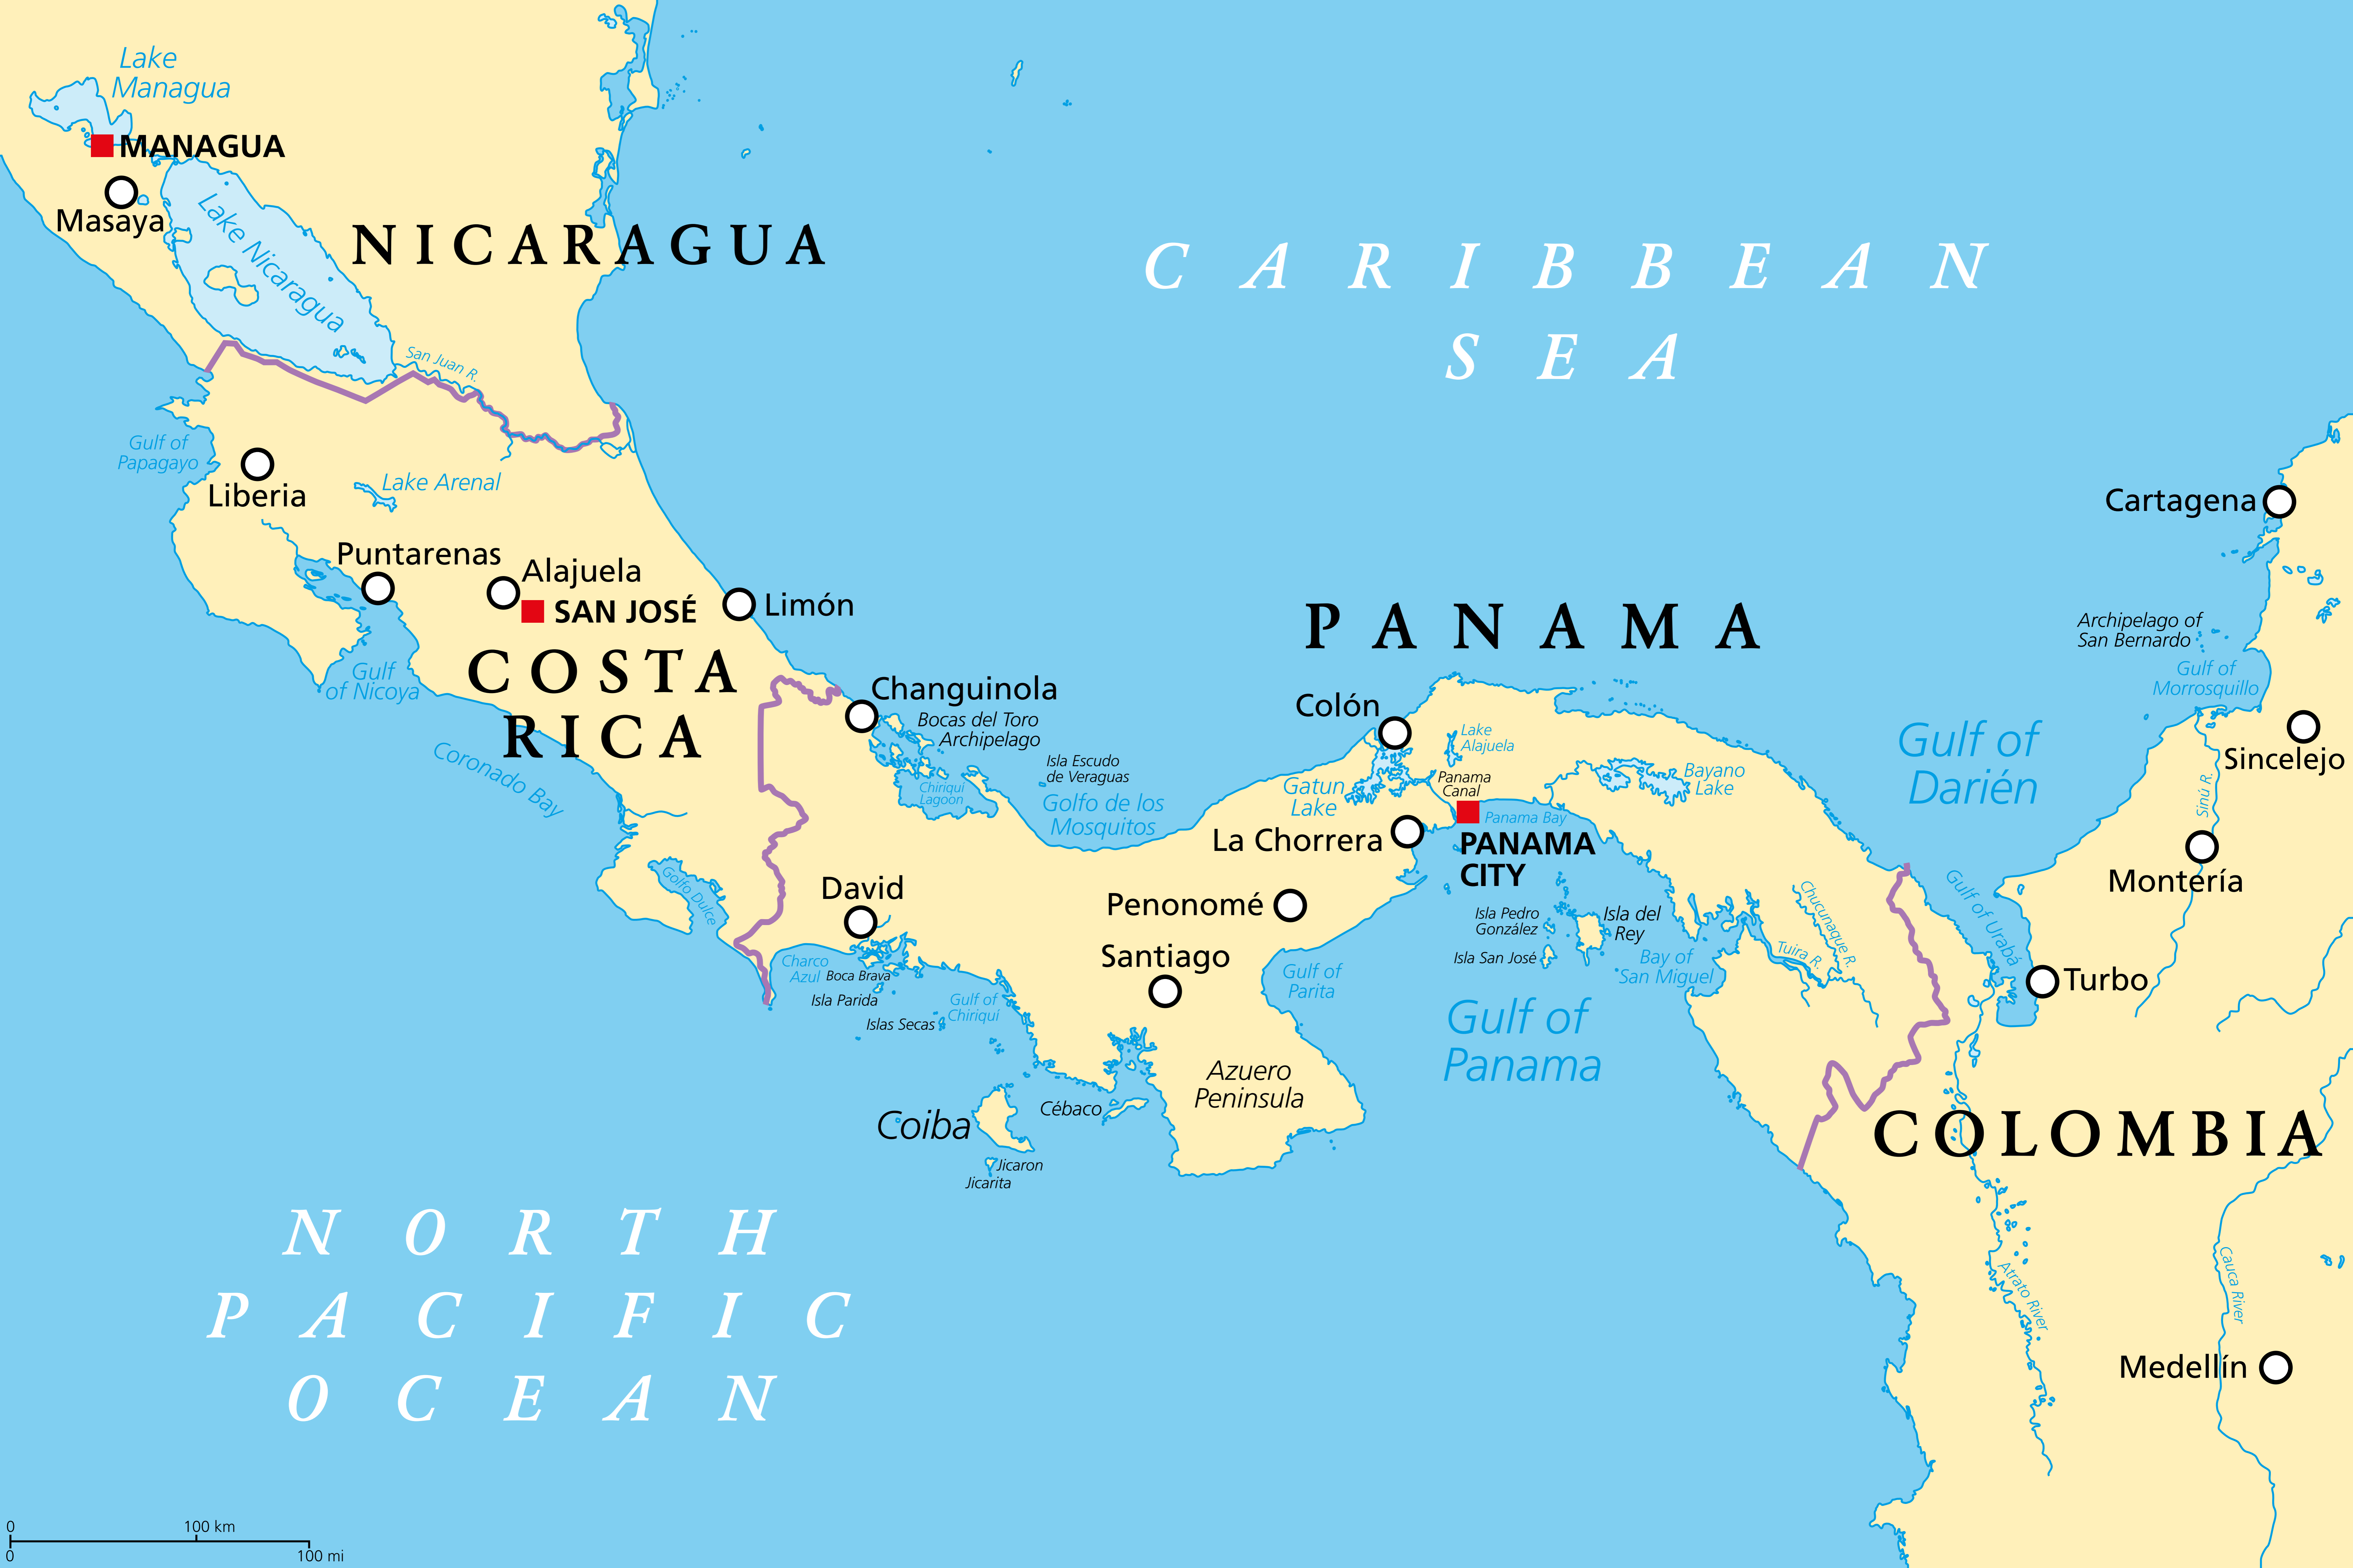 Lake
Managua
MANAGUA
Masaya
Lake Nicaragua
NICARAGUA
San Juan R.
CARIBBEAN
SEA
Gulf of
Papagayo
Liberia
Lake Arenal
Puntarenas
Alajuela
SAN JOSÉ
Limón
Gulf
of Nicoya
COSTA
RICA
Coronado Bay
Golfo Dulce
Changuinola
Bocas del Toro
Archipelago
Isla Escudo
de Veraguas
Chiriqui
Lagoon
Golfo de los
Mosquitos
PANAMA
Colón
Lake
Alajuela
Panama
Canal
Gatun
Lake
Bayano
Lake
Panama Bay
La Chorrera
PANAMA
CITY
David
Penonomé
Santiago
Charco
Azul
Boca Brava
Isla Parida
Islas Secas
Gulf of
Chiriquí
Gulf of
Parita
Isla Pedro
González
Isla del
Rey
Isla San José
Bay of
San Miguel
Chucunaque R.
Tuira R.
Gulf of
Panama
Azuero
Peninsula
Coiba
Cébaco
Jicaron
Jicarita
Cartagena
Archipelago of
San Bernardo
Gulf of
Morrosquillo
Gulf of
Darién
Sincelejo
Sinú R.
Montería
Gulf of Urabá
Turbo
COLOMBIA
Atrato River
Cauca River
Medellín
NORTH
PACIFIC
OCEAN
0 100 km
0 100 mi